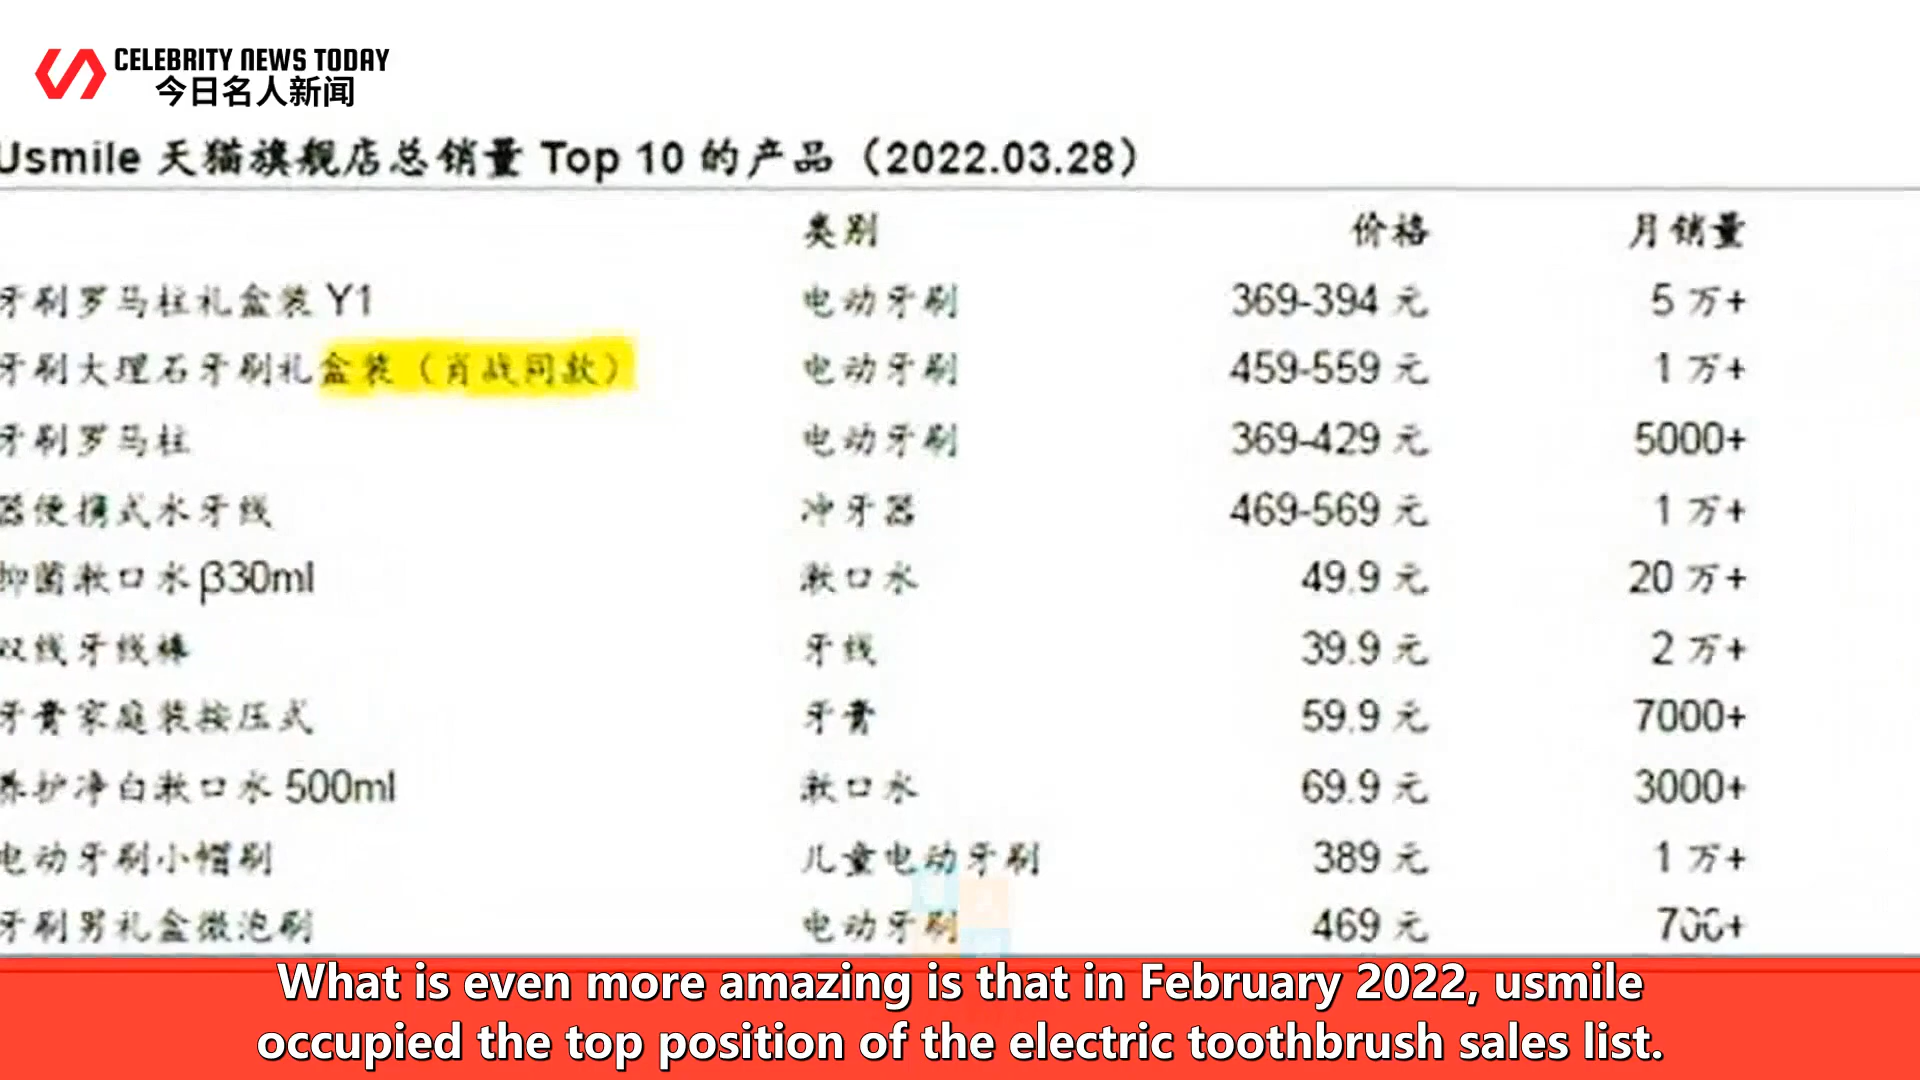 CELEBRITY NEWS TODAY
今日名人新闻
Usmile 天猫旗舰店总销量 Top 10 的产品（2022.03.28）
类别 价格 月销量
牙刷罗马柱礼盒装 Y1 电动牙刷 369-394 元 5 万+
牙刷大理石牙刷礼盒装（肖战同款） 电动牙刷 459-559 元 1 万+
牙刷罗马柱 电动牙刷 369-429 元 5000+
器便携式水牙线 冲牙器 469-569 元 1 万+
抑菌漱口水 β30ml 漱口水 49.9 元 20 万+
双线牙线棒 牙线 39.9 元 2 万+
牙膏家庭装按压式 牙膏 59.9 元 7000+
养护净白漱口水 500ml 漱口水 69.9 元 3000+
电动牙刷小帽刷 儿童电动牙刷 389 元 1 万+
牙刷男礼盒微泡刷 电动牙刷 469 元 700+
What is even more amazing is that in February 2022, usmile
occupied the top position of the electric toothbrush sales list.